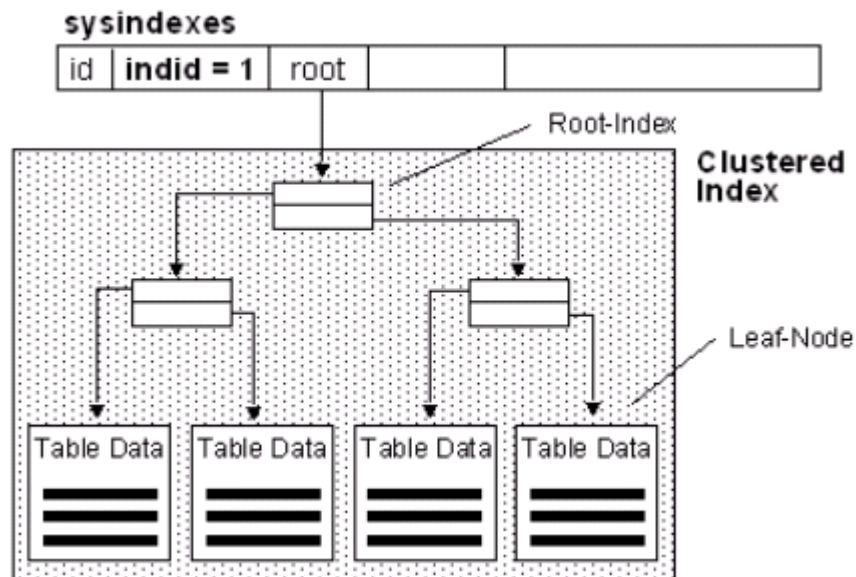 sysindexes
id indid = 1 root
Root-Index
Clustered
Index
Leaf-Node
Table Data Table Data Table Data Table Data